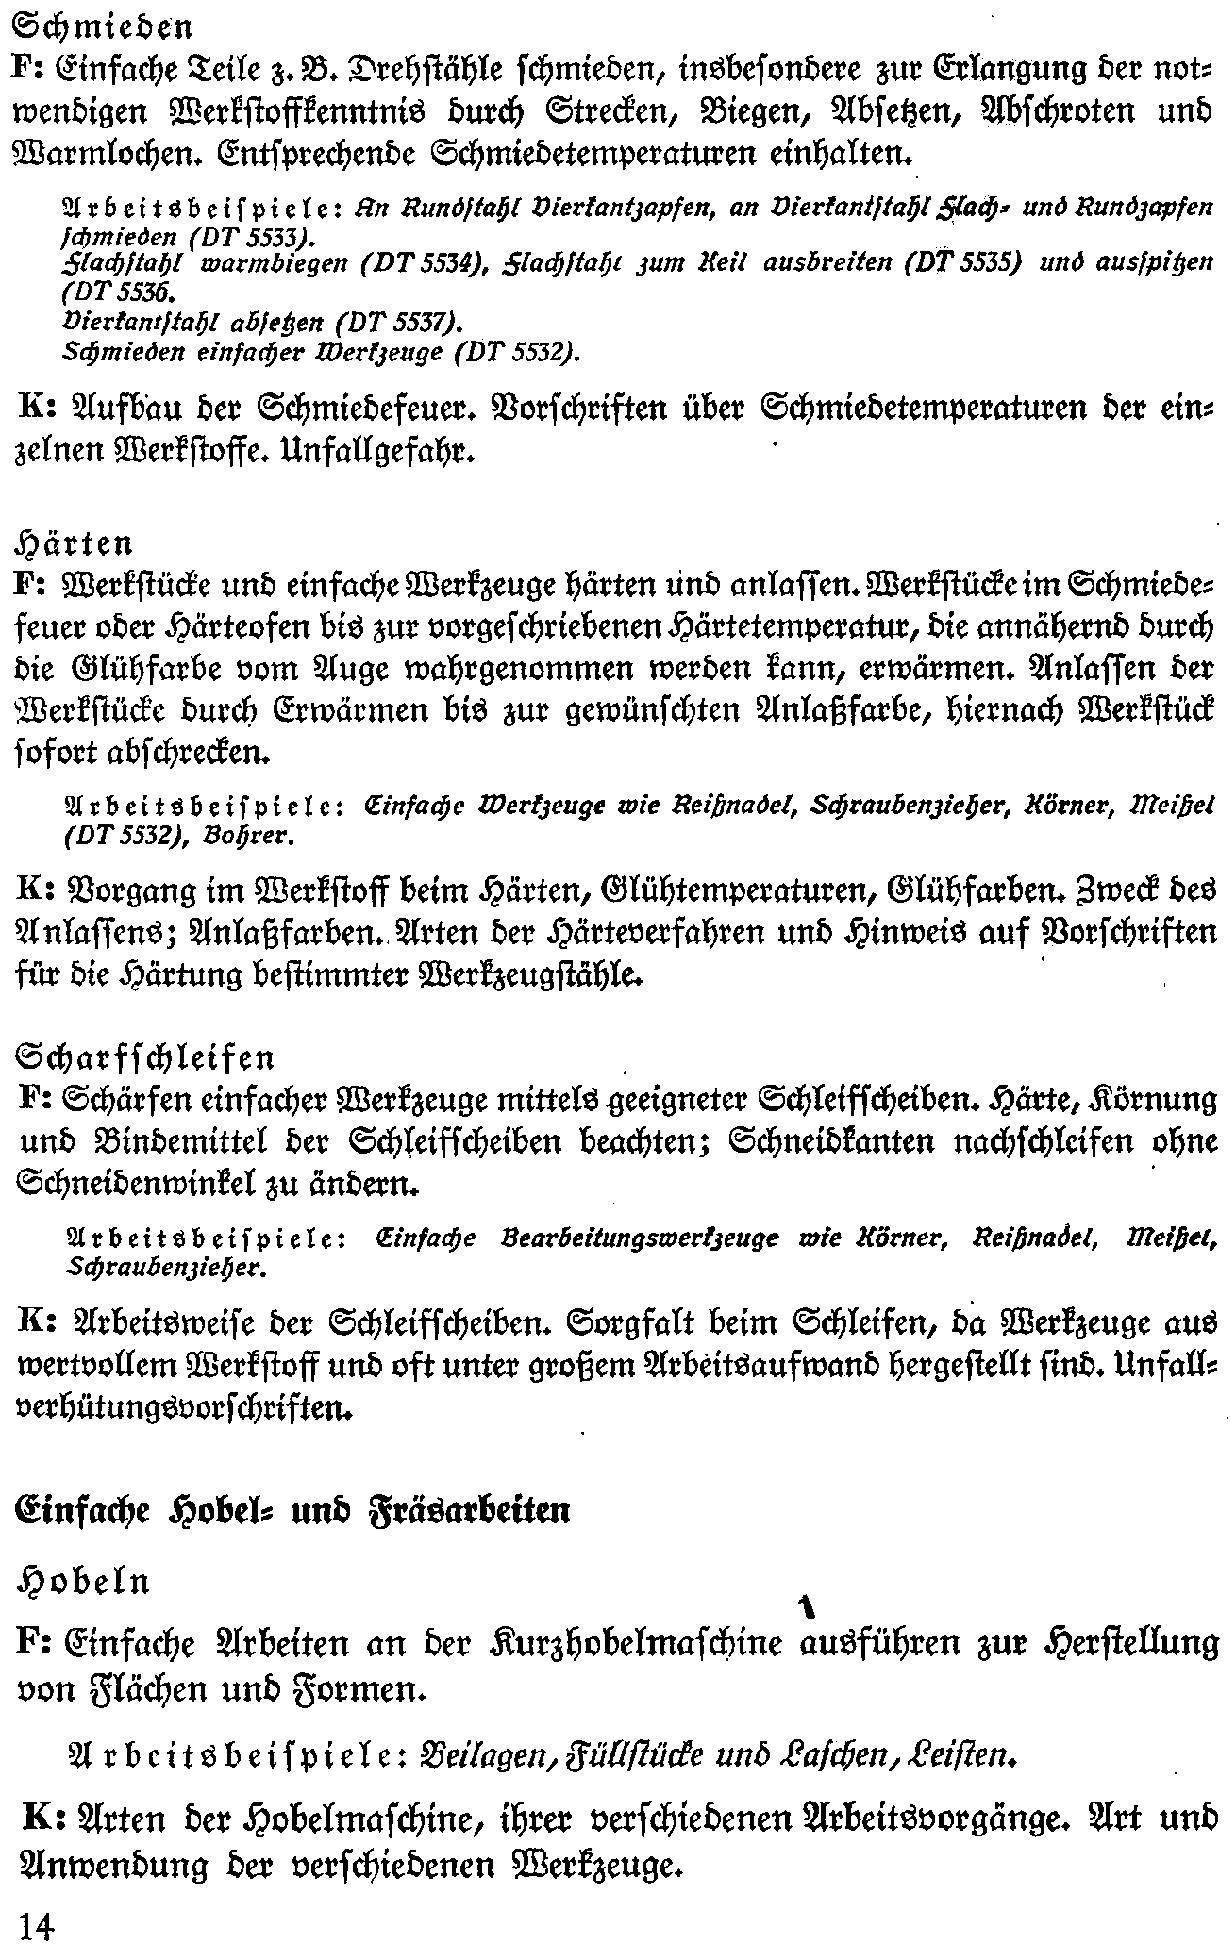 Schmieden
F: Einfache Teile z. B. Drehstähle schmieden, insbesondere zur Erlangung der not-
wendigen Werkstoffkenntnis durch Strecken, Biegen, Absetzen, Abschroten und
Warmlochen. Entsprechende Schmiedetemperaturen einhalten.
Arbeitsbeispiele: An Rundstahl Vierkantzapfen, an Vierkantstahl Flach- und Rundzapfen
schmieden (DT 5533).
Flachstahl warmbiegen (DT 5534), Flachstahl zum Keil ausbreiten (DT 5535) und ausspitzen
(DT 5536.
Vierkantstahl absetzen (DT 5537).
Schmieden einfacher Werkzeuge (DT 5532).
K: Aufbau der Schmiedefeuer. Vorschriften über Schmiedetemperaturen der ein-
zelnen Werkstoffe. Unfallgefahr.
Härten
F: Werkstücke und einfache Werkzeuge härten und anlassen. Werkstücke im Schmiede-
feuer oder Härteofen bis zur vorgeschriebenen Härtetemperatur, die annähernd durch
die Glühfarbe vom Auge wahrgenommen werden kann, erwärmen. Anlassen der
Werkstücke durch Erwärmen bis zur gewünschten Anlaßfarbe, hiernach Werkstück
sofort abschrecken.
Arbeitsbeispiele: Einfache Werkzeuge wie Reißnadel, Schraubenzieher, Körner, Meißel
(DT 5532), Bohrer.
K: Vorgang im Werkstoff beim Härten, Glühtemperaturen, Glühfarben. Zweck des
Anlassens; Anlaßfarben. Arten der Härteverfahren und Hinweis auf Vorschriften
für die Härtung bestimmter Werkzeugstähle.
Scharfschleifen
F: Schärfen einfacher Werkzeuge mittels geeigneter Schleifscheiben. Härte, Körnung
und Bindemittel der Schleifscheiben beachten; Schneidkanten nachschleifen ohne
Schneidenwinkel zu ändern.
Arbeitsbeispiele: Einfache Bearbeitungswerkzeuge wie Körner, Reißnadel, Meißel,
Schraubenzieher.
K: Arbeitsweise der Schleifscheiben. Sorgfalt beim Schleifen, da Werkzeuge aus
wertvollem Werkstoff und oft unter großem Arbeitsaufwand hergestellt sind. Unfall-
verhütungsvorschriften.
Einfache Hobel- und Fräsarbeiten
Hobeln
F: Einfache Arbeiten an der Kurzhobelmaschine ausführen zur Herstellung
von Flächen und Formen.
Arbeitsbeispiele: Beilagen, Füllstücke und Laschen, Leisten.
K: Arten der Hobelmaschine, ihrer verschiedenen Arbeitsvorgänge. Art und
Anwendung der verschiedenen Werkzeuge.
14